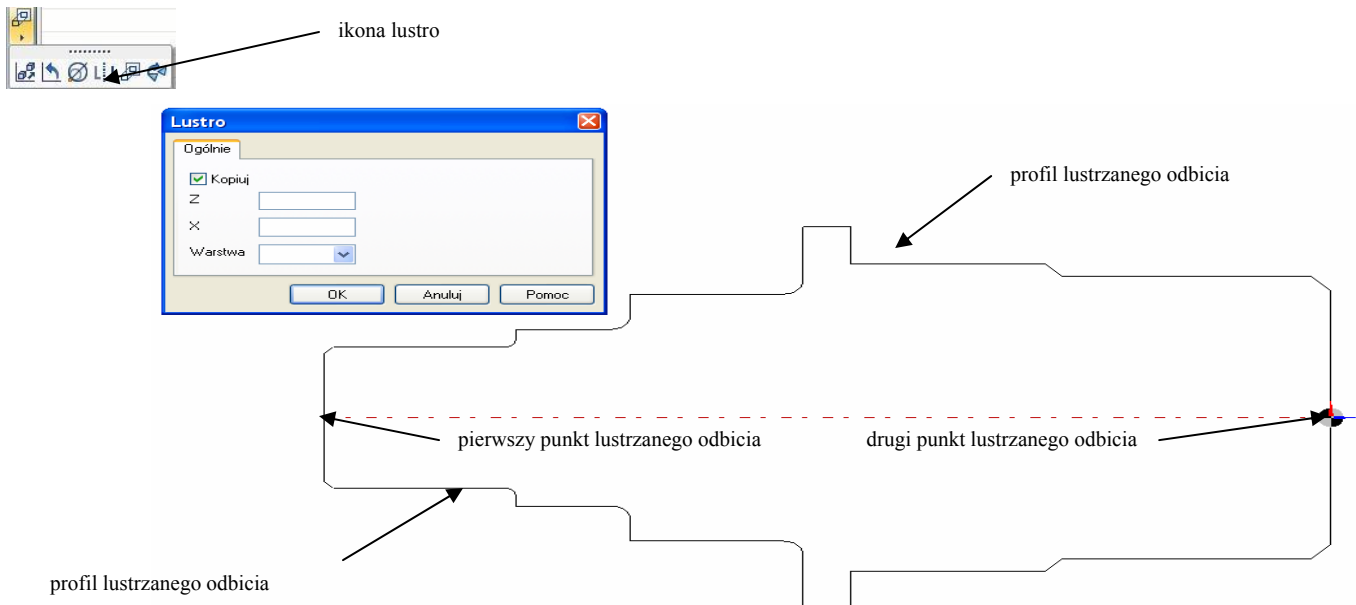 ikona lustro
Lustro
Ogólnie
Kopiuj
Z
X
Warstwa
OK
Anuluj
Pomoc
profil lustrzanego odbicia
pierwszy punkt lustrzanego odbicia
drugi punkt lustrzanego odbicia
profil lustrzanego odbicia